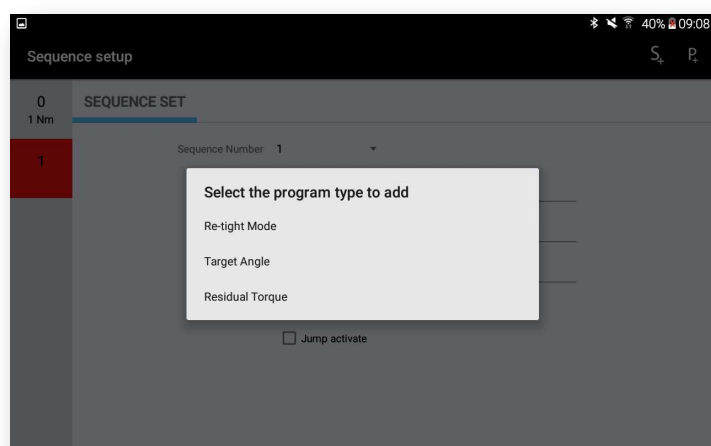 40% 09:08
Sequence setup S+ P+
0
1 Nm
SEQUENCE SET
1
Sequence Number 1
Select the program type to add
Re-tight Mode
Target Angle
Residual Torque
Jump activate